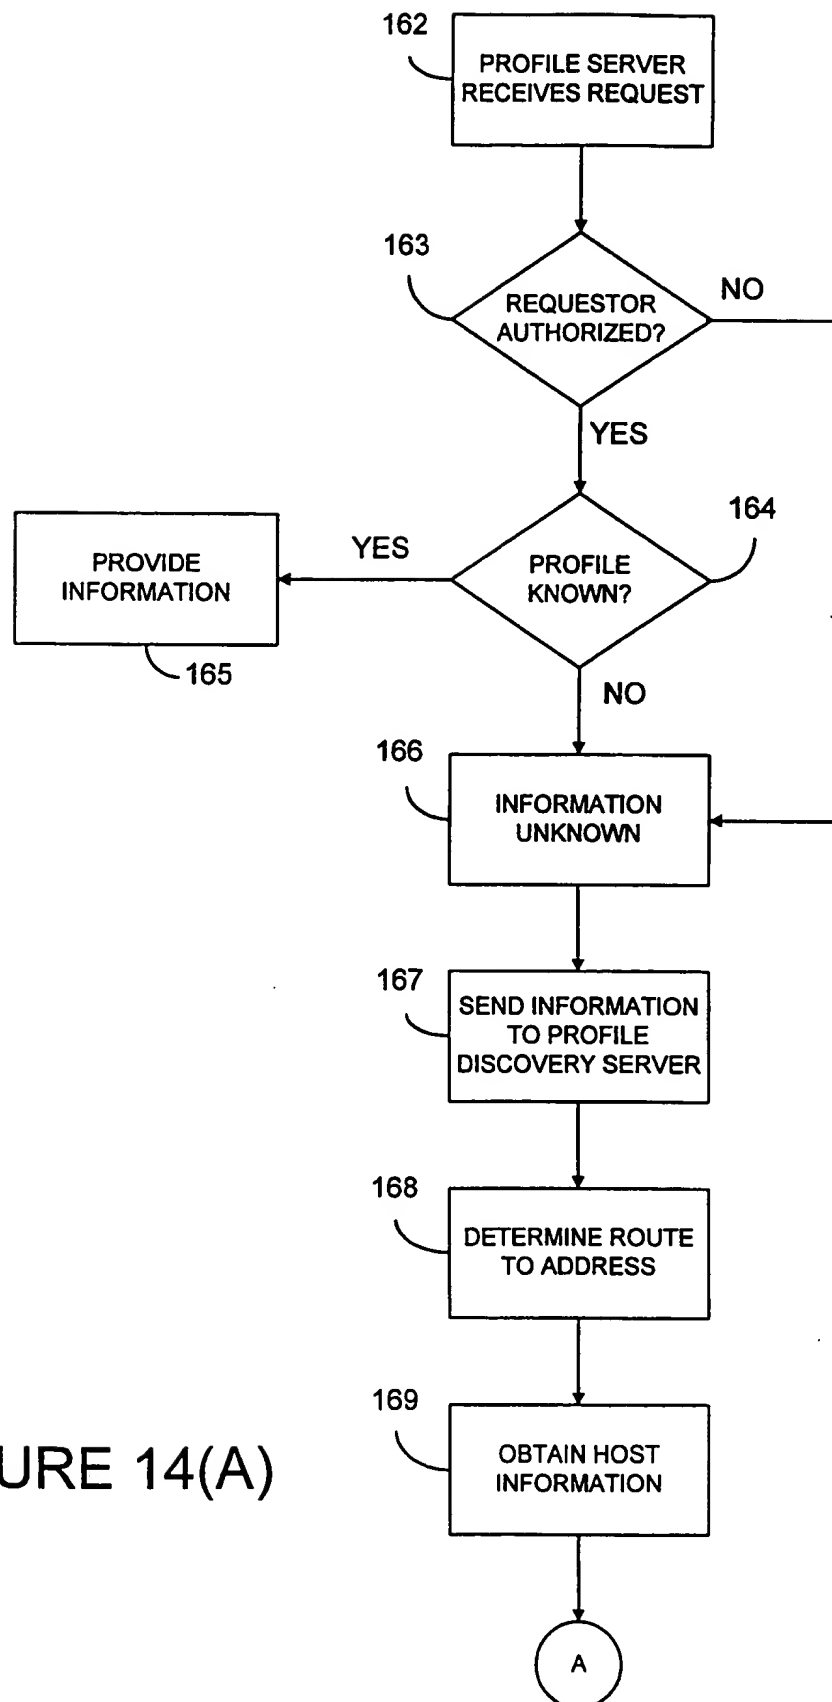 162
PROFILE SERVER
RECEIVES REQUEST
163
REQUESTOR
AUTHORIZED?
NO
YES
164
PROFILE
KNOWN?
YES
PROVIDE
INFORMATION
165
NO
166
INFORMATION
UNKNOWN
167
SEND INFORMATION
TO PROFILE
DISCOVERY SERVER
168
DETERMINE ROUTE
TO ADDRESS
169
OBTAIN HOST
INFORMATION
URE 14(A)
A